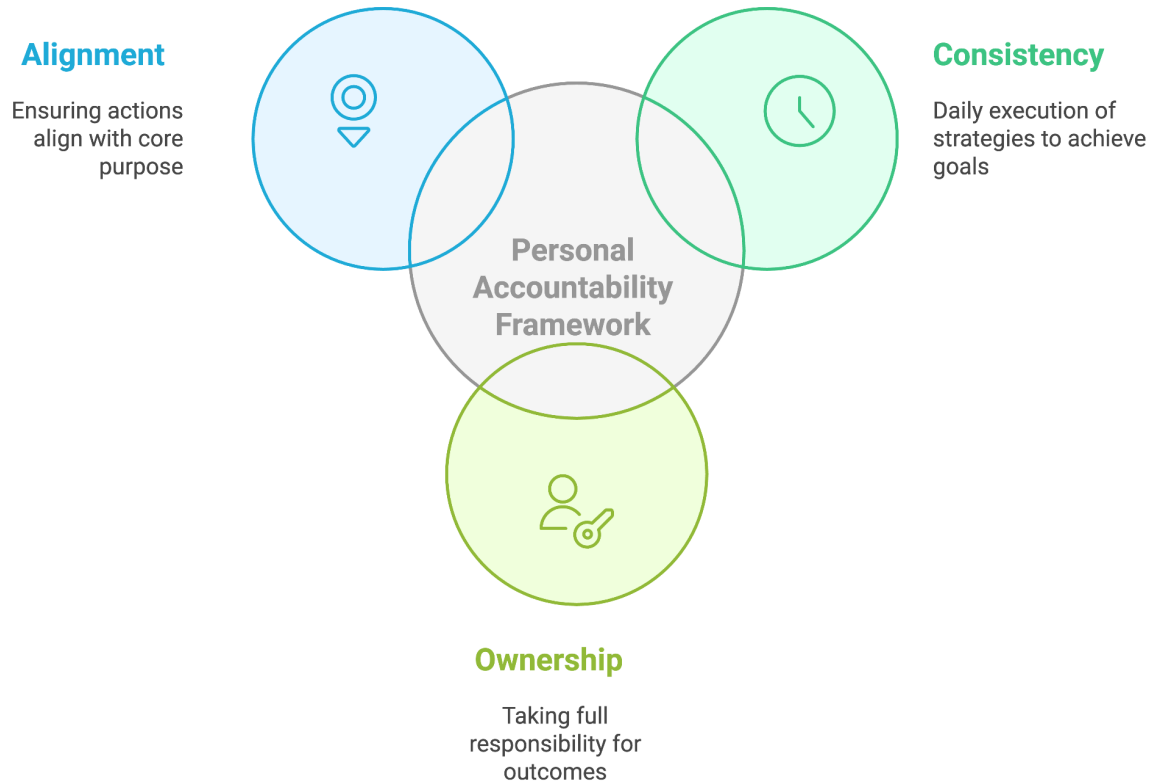 Alignment
Ensuring actions
align with core
purpose
Consistency
Daily execution of
strategies to achieve
goals
Personal
Accountability
Framework
Ownership
Taking full
responsibility for
outcomes